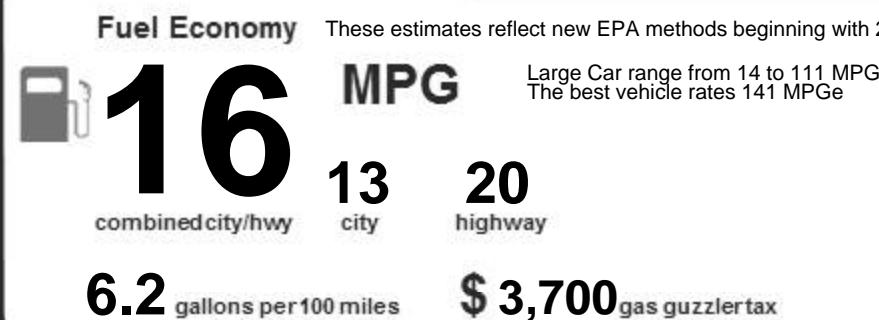 Fuel Economy These estimates reflect new EPA methods beginning with
16 MPG Large Car range from 14 to 111 MPG
The best vehicle rates 141 MPGe
13 20
combined city/hwy city highway
6.2 gallons per 100 miles $ 3,700 gas guzzler tax